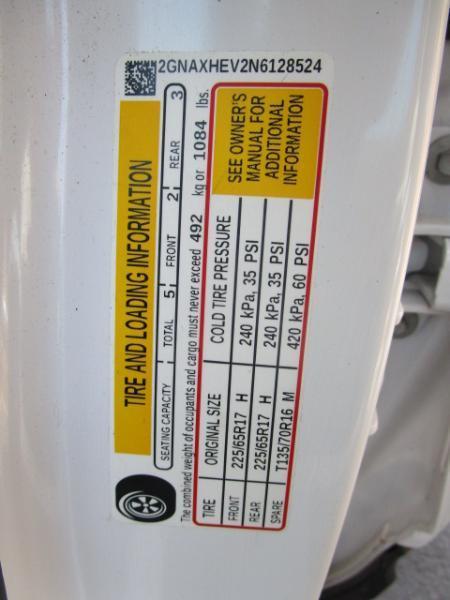 2GNAXHEV2N6128524
TIRE AND LOADING INFORMATION
SEATING CAPACITY TOTAL 5 FRONT 2 REAR 3
The combined weight of occupants and cargo must never exceed 492 kg or 1084 lbs.
TIRE ORIGINAL SIZE COLD TIRE PRESSURE
FRONT 225/65R17 H 240 kPa, 35 PSI
REAR 225/65R17 H 240 kPa, 35 PSI
SPARE T135/70R16 M 420 kPa, 60 PSI
SEE OWNER'S
MANUAL FOR
ADDITIONAL
INFORMATION